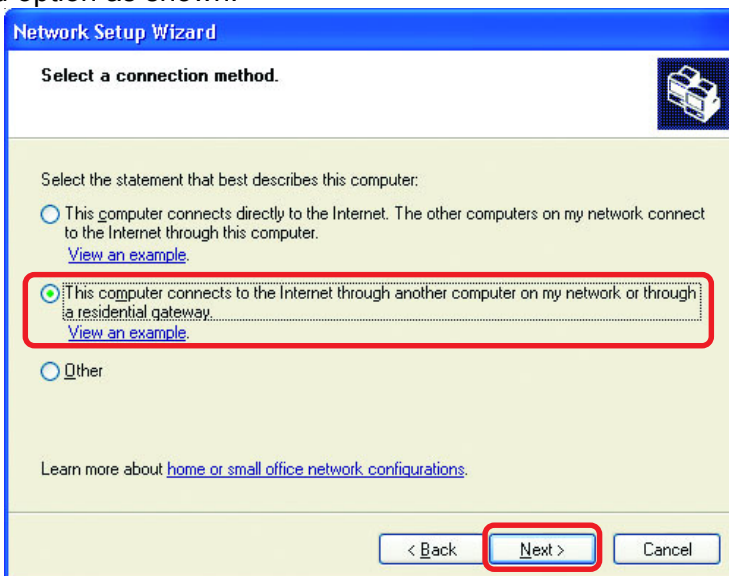 option as shown.
Network Setup Wizard
Select a connection method.
Select the statement that best describes this computer:
This computer connects directly to the Internet. The other computers on my network connect
to the Internet through this computer.
View an example.
This computer connects to the Internet through another computer on my network or through
a residential gateway.
View an example.
Other
Learn more about home or small office network configurations.
< Back Next > Cancel